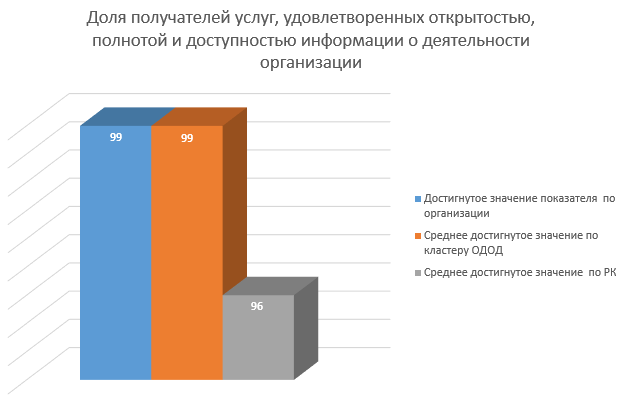 Доля получателей услуг, удовлетворенных открытостью,
полнотой и доступностью информации о деятельности
организации
99
99
96
Достигнутое значение показателя по
организации
Среднее достигнутое значение по
кластеру ОДОД
Среднее достигнутое значение по РК